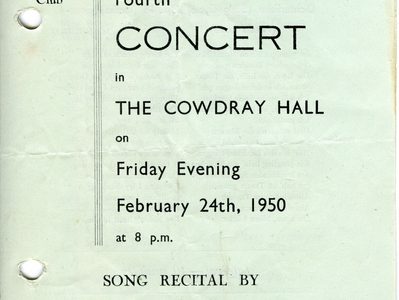 Club
Fourth
CONCERT
in
THE COWDRAY HALL
on
Friday Evening
February 24th, 1950
at 8 p.m.
SONG RECITAL BY